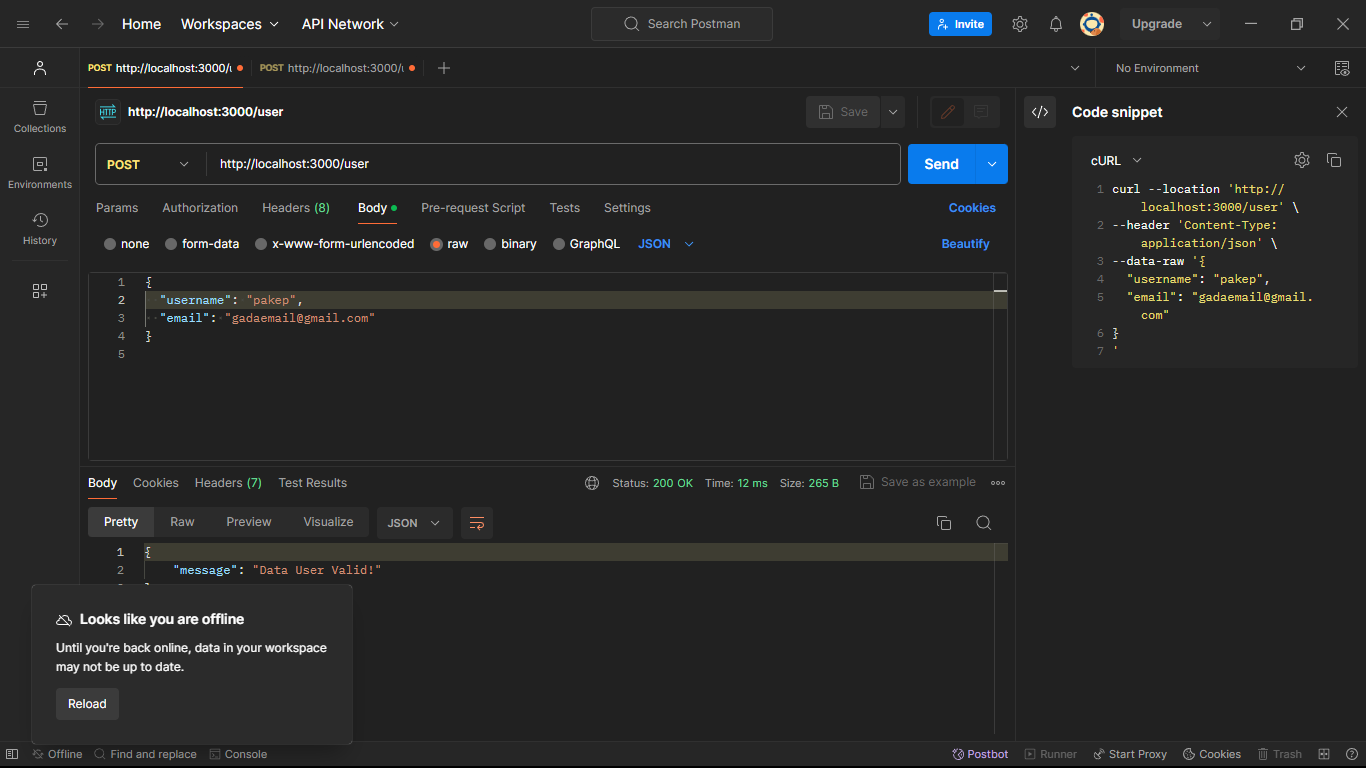 Home Workspaces API Network Search Postman Invite Upgrade
POST http://localhost:3000/u POST http://localhost:3000/u No Environment
HTTP http://localhost:3000/user Save
Collections
Environments
History
POST http://localhost:3000/user Send
Params Authorization Headers (8) Body Pre-request Script Tests Settings Cookies
none form-data x-www-form-urlencoded raw binary GraphQL JSON Beautify
1 {
2 "username": "pakep",
3 "email": "gadaemail@gmail.com"
4 }
5
Code snippet
cURL
1 curl --location 'http://
localhost:3000/user' \
2 --header 'Content-Type:
application/json' \
3 --data-raw '{
4 "username": "pakep",
5 "email": "gadaemail@gmail.
com"
6 }
7 '
Body Cookies Headers (7) Test Results Status: 200 OK Time: 12 ms Size: 265 B Save as example
Pretty Raw Preview Visualize JSON
1 {
2 "message": "Data User Valid!"
Looks like you are offline
Until you're back online, data in your workspace
may not be up to date.
Reload
Offline Find and replace Console Postbot Runner Start Proxy Cookies Trash